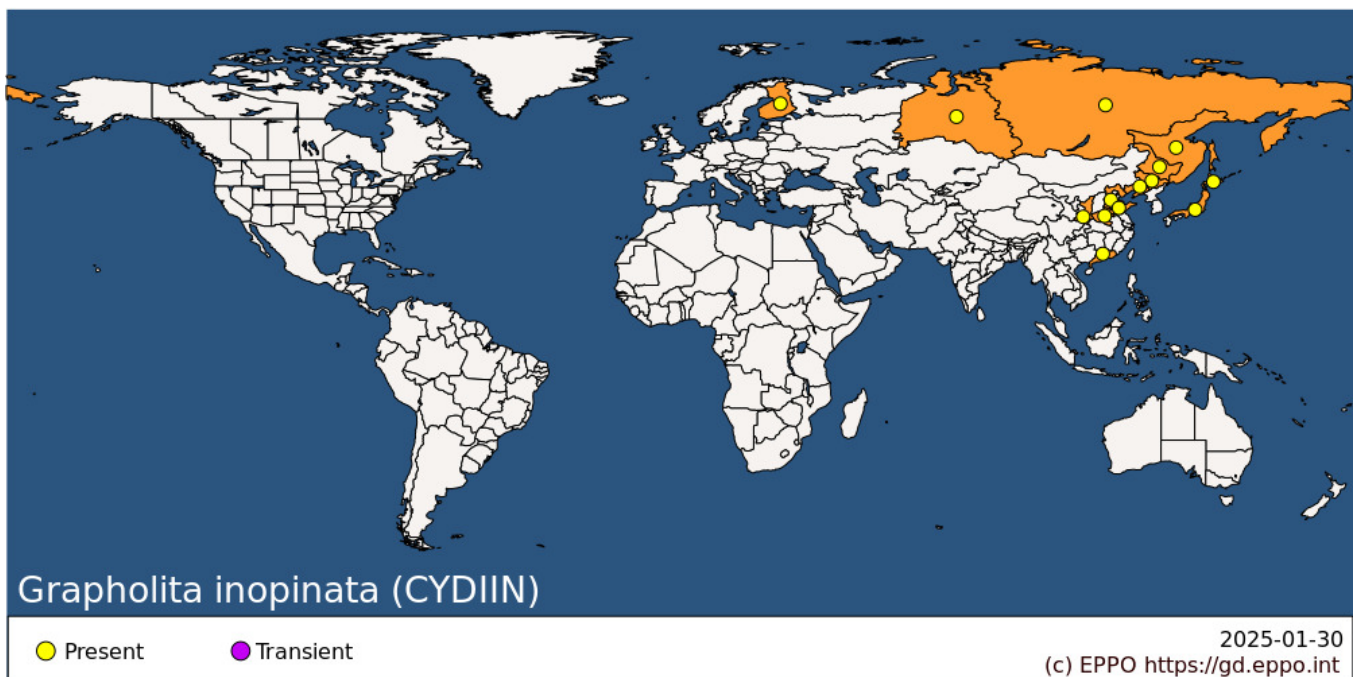 Grapholita inopinata (CYDIIN)
Present
Transient
2025-01-30
(c) EPPO https://gd.eppo.int